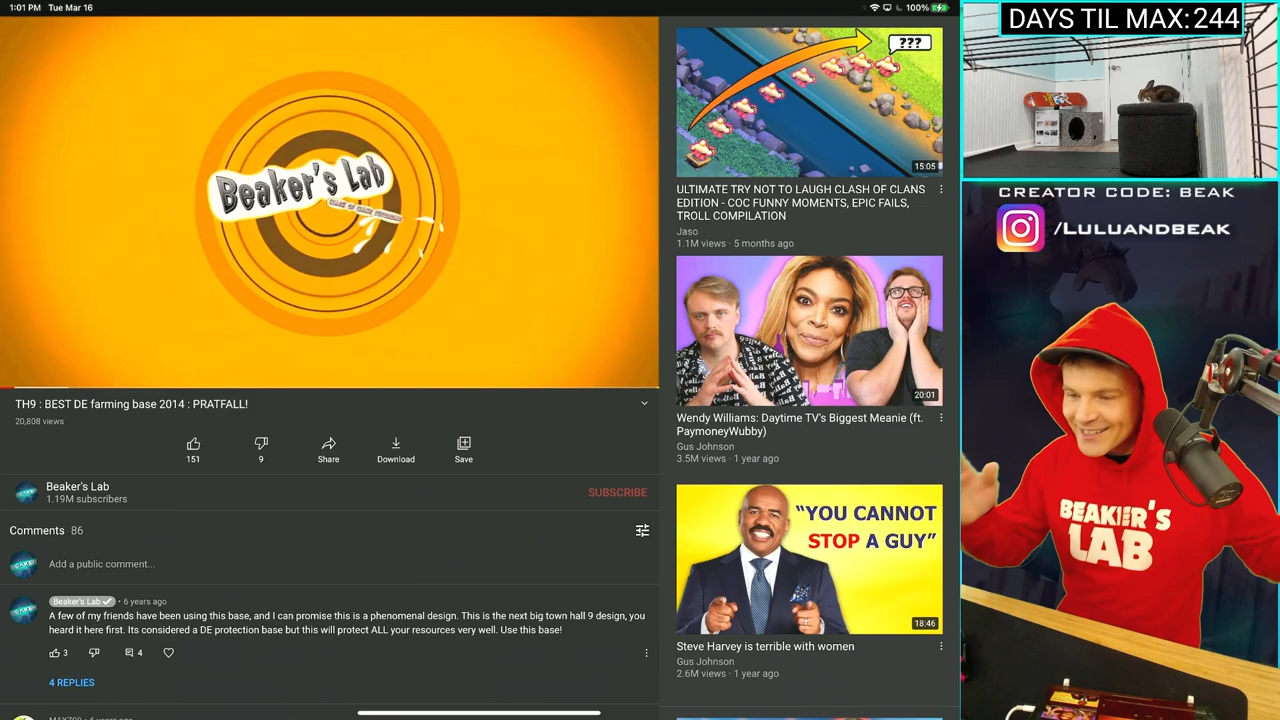 1:01 PM Tue Mar 16
100%
Beaker's Lab
TH9 : BEST DE farming base 2014 : PRATFALL!
20,808 views
151
9
Share
Download
Save
Beaker's Lab
1.19M subscribers
SUBSCRIBE
Comments 86
Add a public comment...
Beaker's Lab • 6 years ago
A few of my friends have been using this base, and I can promise this is a phenomenal design. This is the next big town hall 9 design, you
heard it here first. Its considered a DE protection base but this will protect ALL your resources very well. Use this base!
3
4
4 REPLIES
???
15:05
ULTIMATE TRY NOT TO LAUGH CLASH OF CLANS
EDITION - COC FUNNY MOMENTS, EPIC FAILS,
TROLL COMPILATION
Jaso
1.1M views · 5 months ago
20:01
Wendy Williams: Daytime TV's Biggest Meanie (ft.
PaymoneyWubby)
Gus Johnson
3.5M views · 1 year ago
"YOU CANNOT
STOP A GUY"
18:46
Steve Harvey is terrible with women
Gus Johnson
2.6M views · 1 year ago
DAYS TIL MAX: 244
CREATOR CODE: BEAK
/LULUANDBEAK
BEAKER'S
LAB